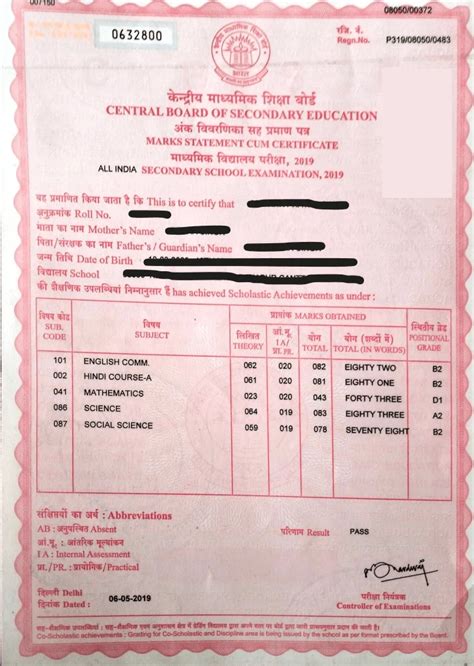 007150
08050/00372
0632800
रजि. नं.
Regn.No. P319/08050/0483
भारत
केन्द्रीय माध्यमिक शिक्षा बोर्ड
CENTRAL BOARD OF SECONDARY EDUCATION
अंक विवरणिका सह प्रमाण पत्र
MARKS STATEMENT CUM CERTIFICATE
माध्यमिक विद्यालय परीक्षा, 2019
ALL INDIA SECONDARY SCHOOL EXAMINATION, 2019
यह प्रमाणित किया जाता है कि This is to certify that
अनुक्रमांक Roll No.
माता का नाम Mother's Name
पिता/संरक्षक का नाम Father's / Guardian's Name
जन्म तिथि Date of Birth
विद्यालय School
की शैक्षिक उपलब्धियां निम्नानुसार हैं has achieved Scholastic Achievements as under :
विषय कोड SUB. CODE विषय SUBJECT प्राप्तांक MARKS OBTAINED स्थितीय ग्रेड POSITIONAL GRADE
लिखित THEORY आं.मू. IA/ प्रा. PR. योग TOTAL योग (शब्दों में) TOTAL (IN WORDS)
101 ENGLISH COMM. 062 020 082 EIGHTY TWO B2
002 HINDI COURSE-A 061 020 081 EIGHTY ONE B2
041 MATHEMATICS 023 020 043 FORTY THREE D1
086 SCIENCE 064 019 083 EIGHTY THREE A2
087 SOCIAL SCIENCE 059 019 078 SEVENTY EIGHT B2
संक्षिप्तियों का अर्थ : Abbreviations
AB : अनुपस्थित Absent
आं.मू. : आंतरिक मूल्यांकन
I A : Internal Assessment
प्रा./PR. : प्रायोगिक/Practical
परिणाम Result PASS
दिल्ली Delhi
दिनांक Dated : 06-05-2019
परीक्षा नियंत्रक
Controller of Examinations
Co-Scholastic achievements : Grading for Co-Scholastic and Discipline area is being issued by the school as per format prescribed by the Board.